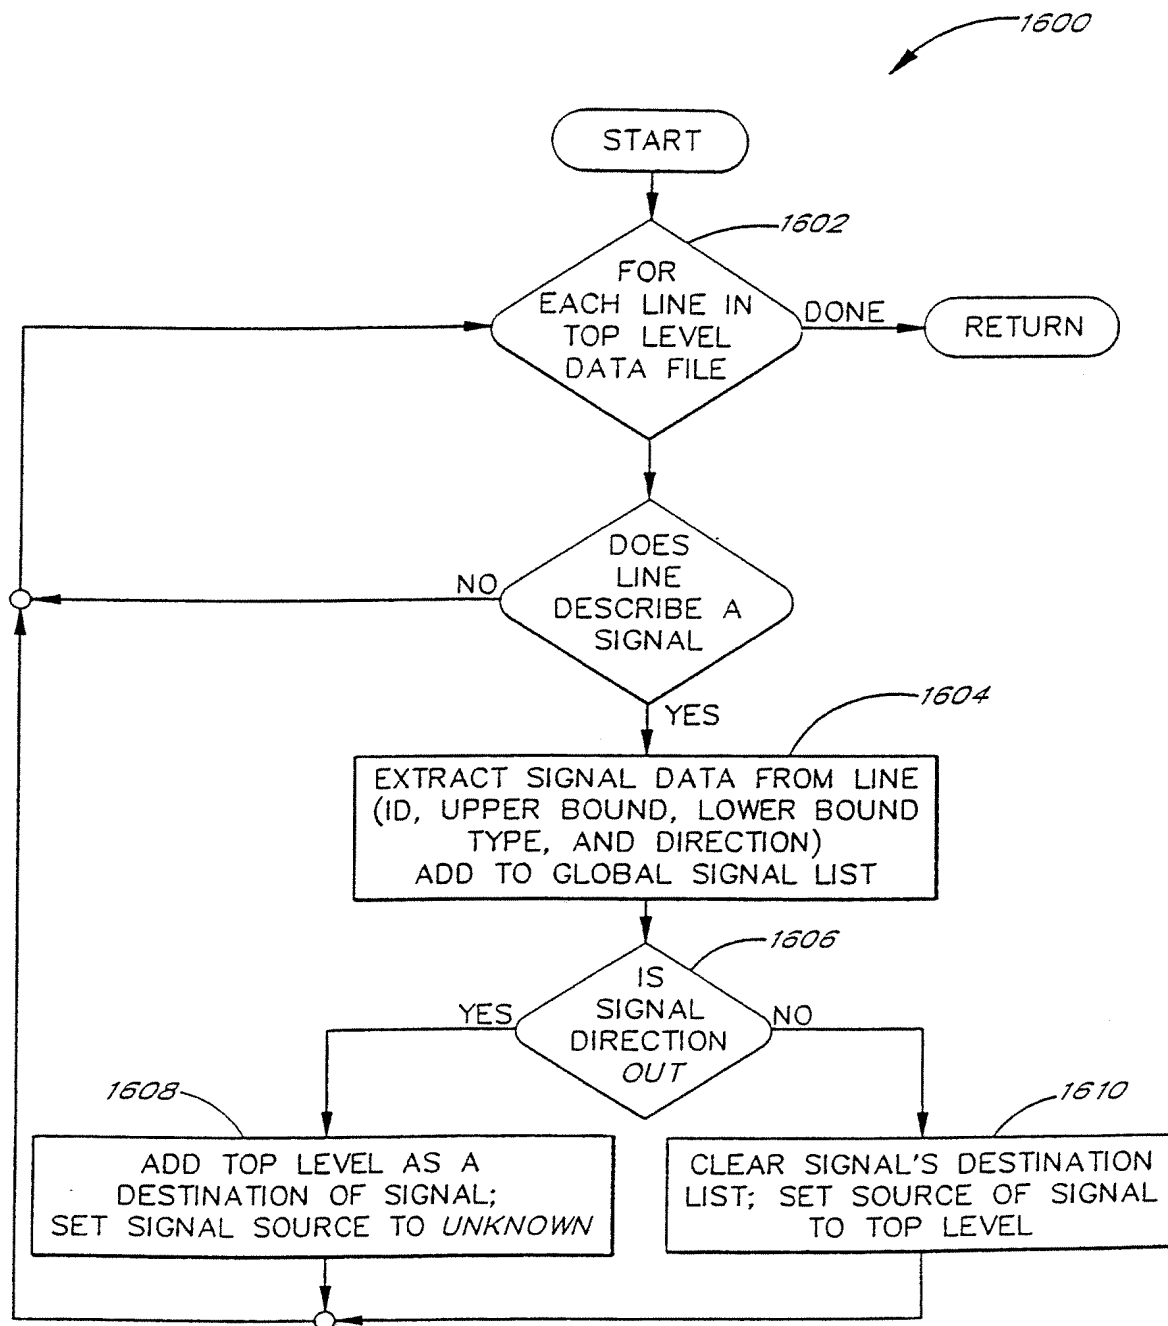 1600
START
1602
FOR
EACH LINE IN
TOP LEVEL
DATA FILE
DONE
RETURN
DOES
LINE
DESCRIBE A
SIGNAL
NO
YES
1604
EXTRACT SIGNAL DATA FROM LINE
(ID, UPPER BOUND, LOWER BOUND
TYPE, AND DIRECTION)
ADD TO GLOBAL SIGNAL LIST
1606
IS
SIGNAL
DIRECTION
OUT
YES
NO
1608
ADD TOP LEVEL AS A
DESTINATION OF SIGNAL;
SET SIGNAL SOURCE TO UNKNOWN
1610
CLEAR SIGNAL'S DESTINATION
LIST; SET SOURCE OF SIGNAL
TO TOP LEVEL